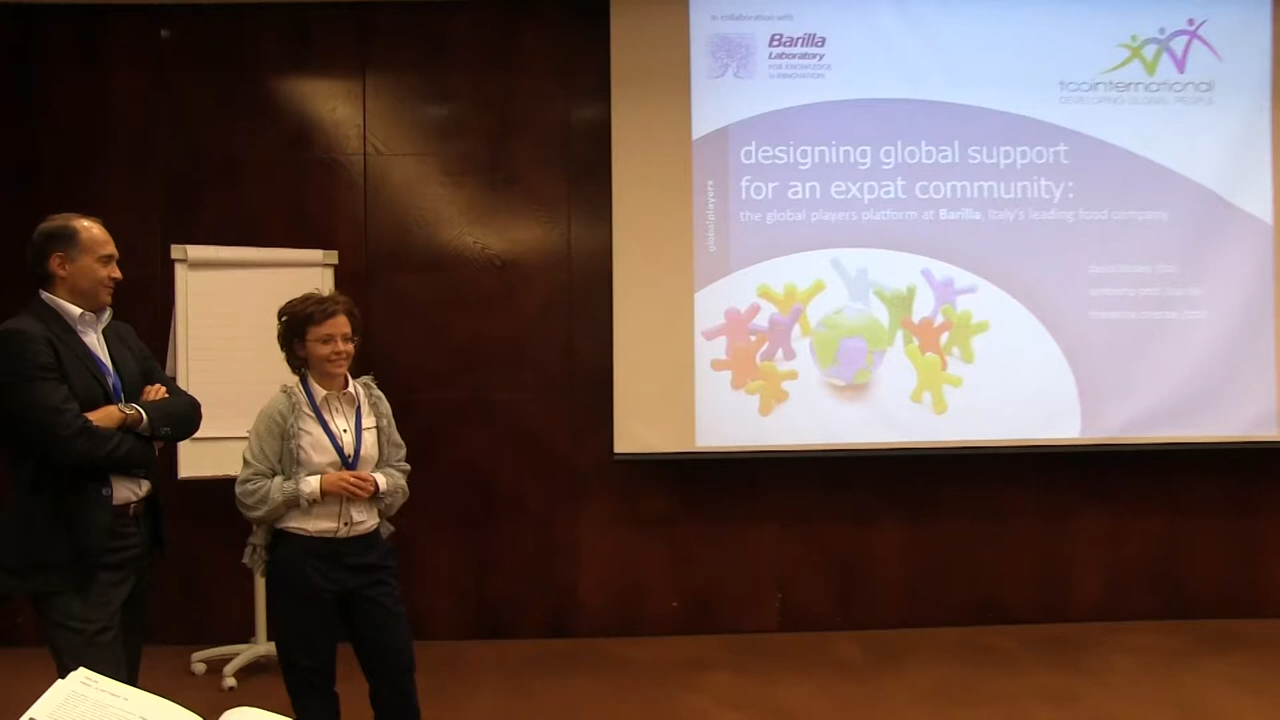 in collaboration with
Barilla
Laboratory
FOR KNOWLEDGE
& INNOVATION
tcointernational
DEVELOPING GLOBAL PEOPLE
designing global support
for an expat community:
the global players platform at Barilla, Italy's leading food company
globalplayers